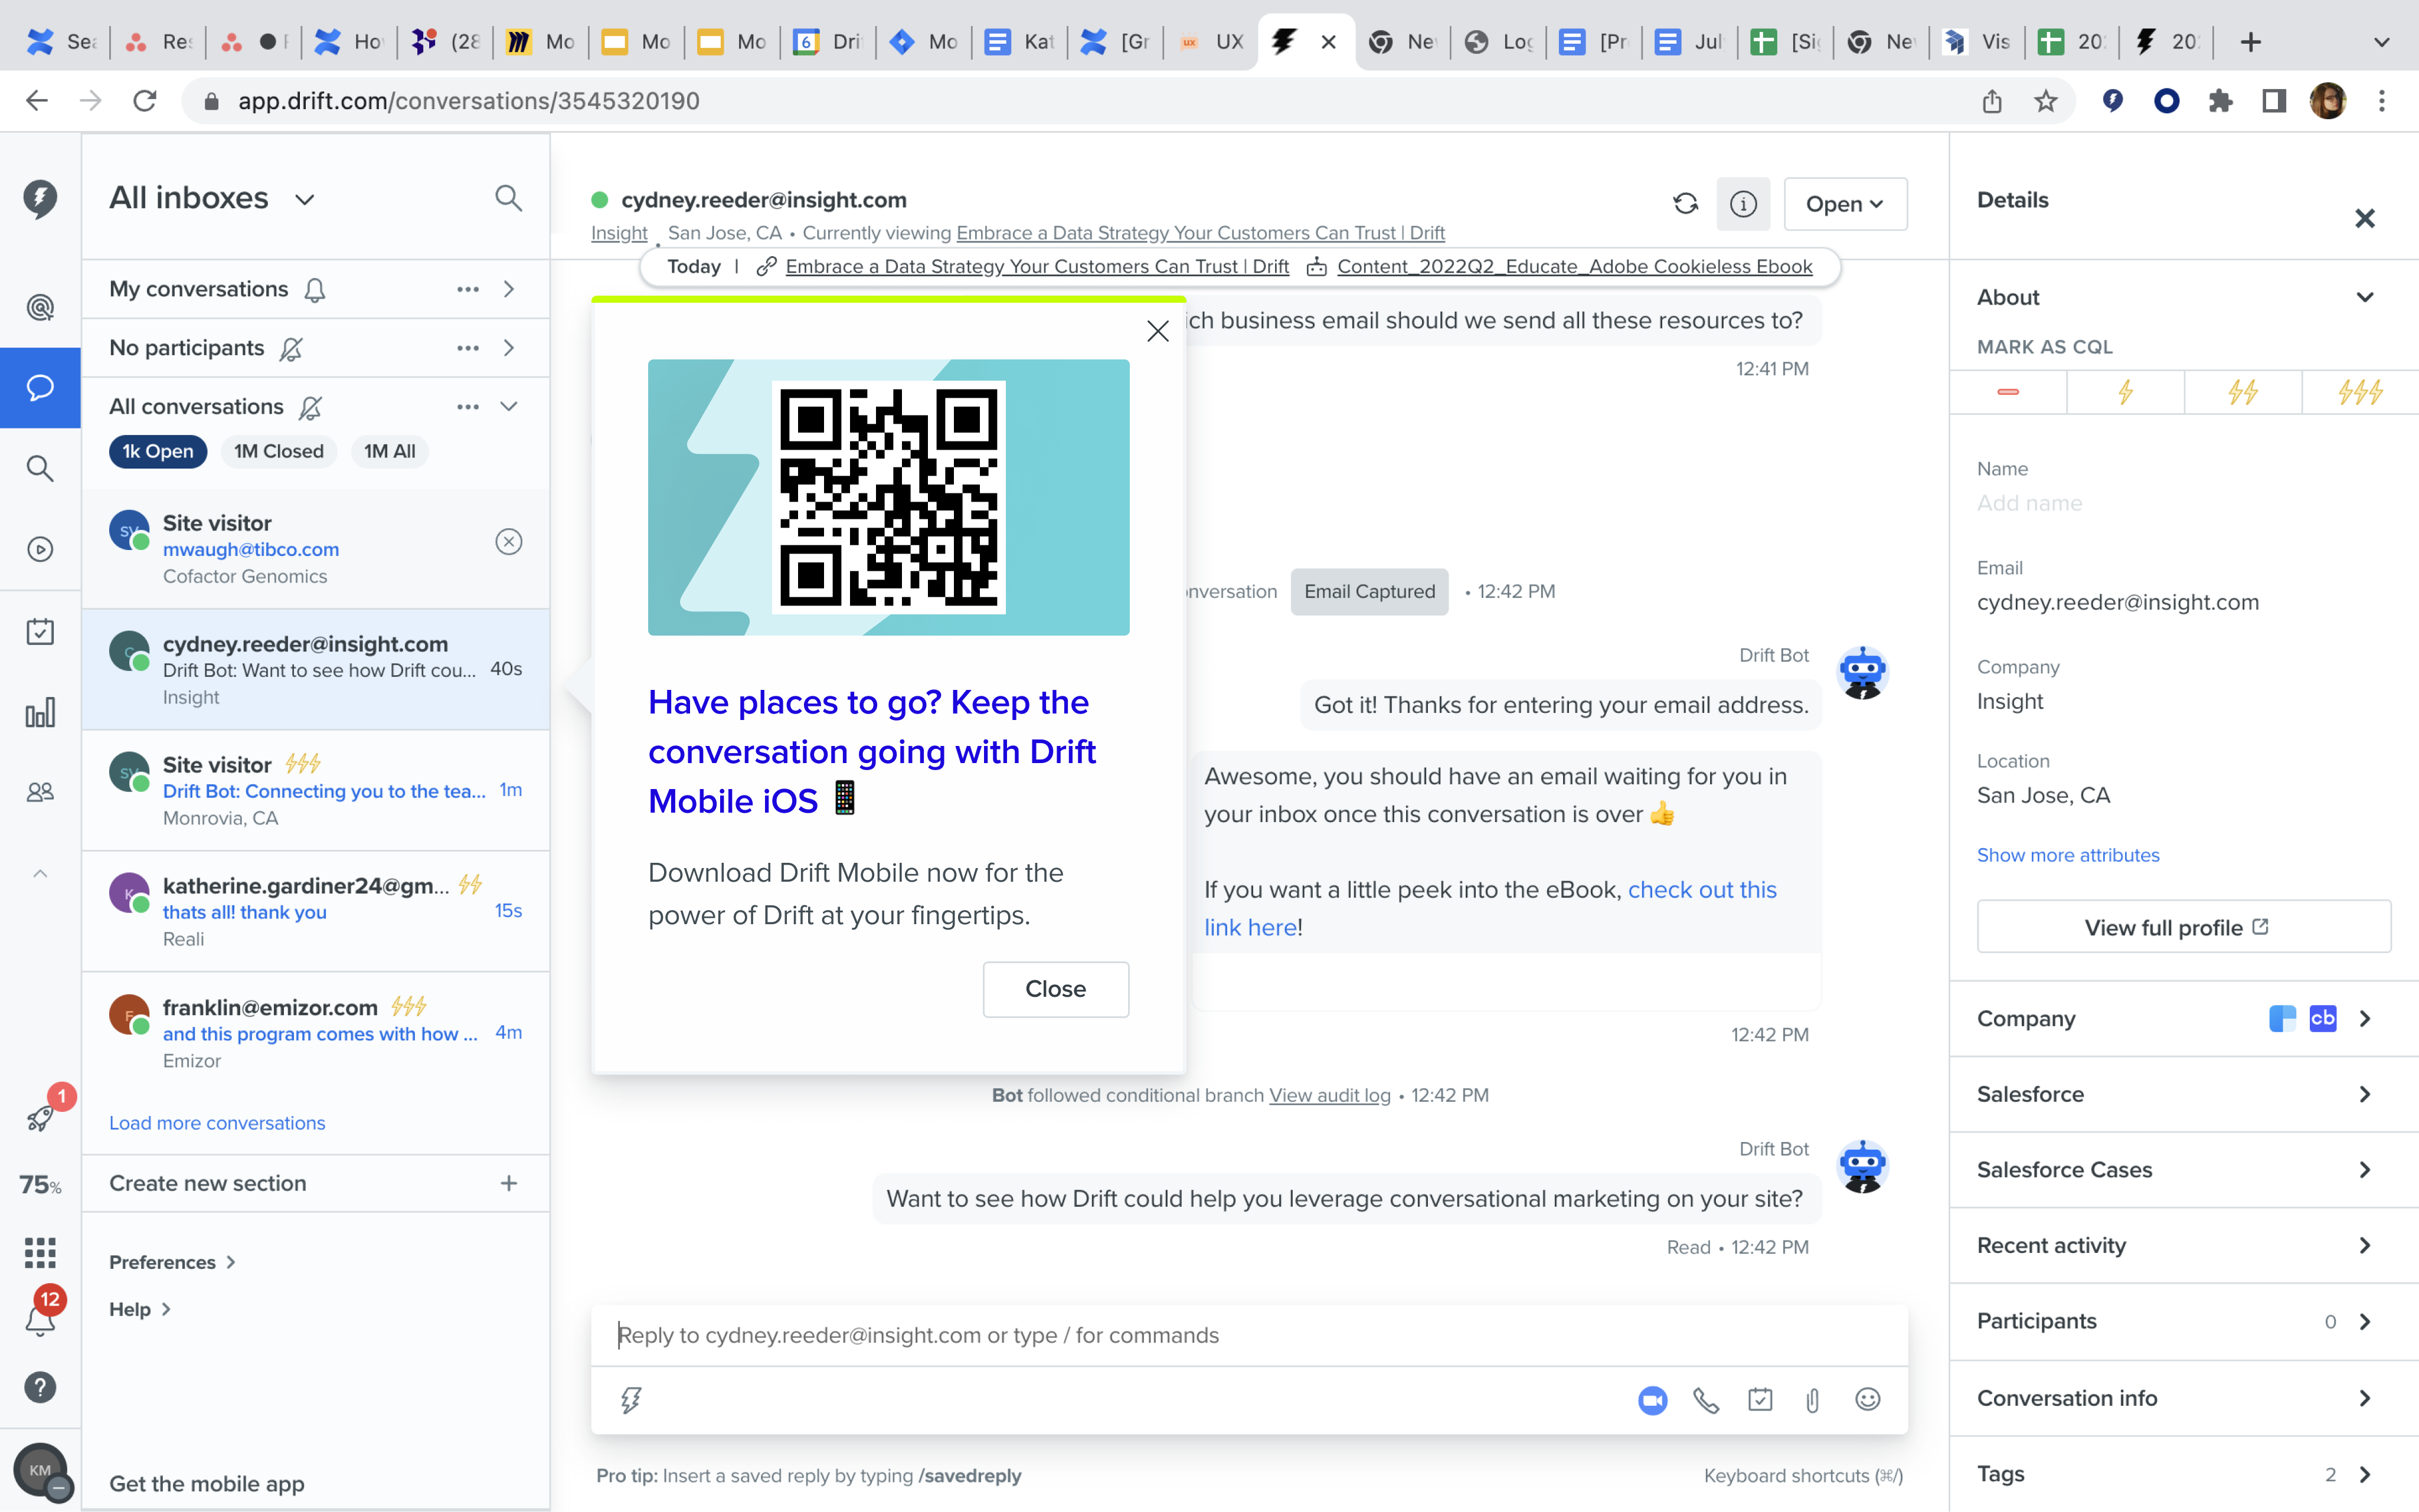 Sea
Res
Ho
(28
Mo
Mo
Mo
6
Dri
Mo
Kat
[Gr
ux
UX
Ne
Log
[Pr
Jul
[Si
Ne
Vis
202
202
app.drift.com/conversations/3545320190
All inboxes
My conversations
No participants
All conversations
1k Open
1M Closed
1M All
SV
Site visitor
mwaugh@tibco.com
Cofactor Genomics
C
cydney.reeder@insight.com
Drift Bot: Want to see how Drift cou... 40s
Insight
SV
Site visitor
Drift Bot: Connecting you to the tea... 1m
Monrovia, CA
K
katherine.gardiner24@gm...
thats all! thank you 15s
Reali
F
franklin@emizor.com
and this program comes with how ... 4m
Emizor
Load more conversations
Create new section
Preferences
Help
Get the mobile app
1
75%
12
KM
cydney.reeder@insight.com
Insight • San Jose, CA • Currently viewing Embrace a Data Strategy Your Customers Can Trust | Drift
Open
Today | Embrace a Data Strategy Your Customers Can Trust | Drift Content_2022Q2_Educate_Adobe Cookieless Ebook
ich business email should we send all these resources to?
12:41 PM
Have places to go? Keep the
conversation going with Drift
Mobile iOS 📱
Download Drift Mobile now for the
power of Drift at your fingertips.
Close
onversation Email Captured • 12:42 PM
Drift Bot
Got it! Thanks for entering your email address.
Awesome, you should have an email waiting for you in
your inbox once this conversation is over 👍
If you want a little peek into the eBook, check out this
link here!
12:42 PM
Bot followed conditional branch View audit log • 12:42 PM
Drift Bot
Want to see how Drift could help you leverage conversational marketing on your site?
Read • 12:42 PM
Reply to cydney.reeder@insight.com or type / for commands
Pro tip: Insert a saved reply by typing /savedreply
Keyboard shortcuts (⌘/)
Details
About
MARK AS CQL
Name
Add name
Email
cydney.reeder@insight.com
Company
Insight
Location
San Jose, CA
Show more attributes
View full profile
Company
cb
Salesforce
Salesforce Cases
Recent activity
Participants 0
Conversation info
Tags 2